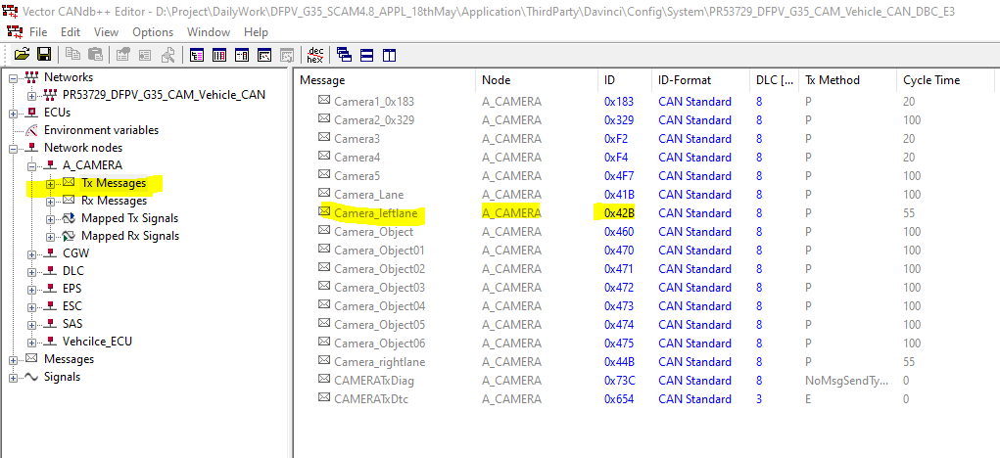 Vector CANdb++ Editor - D:\Project\DailyWork\DFPV_G35_SCAM4.8_APPL_18thMay\Application\ThirdParty\Davinci\Config\System\PR53729_DFPV_G35_CAM_Vehicle_CAN_DBC_E3
File Edit View Options Window Help
.dec
hex
Networks
PR53729_DFPV_G35_CAM_Vehicle_CAN
ECUs
Environment variables
Network nodes
A_CAMERA
Tx Messages
Rx Messages
Mapped Tx Signals
Mapped Rx Signals
CGW
DLC
EPS
ESC
SAS
Vehcilce_ECU
Messages
Signals
Message Node ID ID-Format DLC [... Tx Method Cycle Time
Camera1_0x183 A_CAMERA 0x183 CAN Standard 8 P 20
Camera2_0x329 A_CAMERA 0x329 CAN Standard 8 P 100
Camera3 A_CAMERA 0xF2 CAN Standard 8 P 20
Camera4 A_CAMERA 0xF4 CAN Standard 8 P 20
Camera5 A_CAMERA 0x4F7 CAN Standard 8 P 100
Camera_Lane A_CAMERA 0x41B CAN Standard 8 P 100
Camera_leftlane A_CAMERA 0x42B CAN Standard 8 P 55
Camera_Object A_CAMERA 0x460 CAN Standard 8 P 100
Camera_Object01 A_CAMERA 0x470 CAN Standard 8 P 100
Camera_Object02 A_CAMERA 0x471 CAN Standard 8 P 100
Camera_Object03 A_CAMERA 0x472 CAN Standard 8 P 100
Camera_Object04 A_CAMERA 0x473 CAN Standard 8 P 100
Camera_Object05 A_CAMERA 0x474 CAN Standard 8 P 100
Camera_Object06 A_CAMERA 0x475 CAN Standard 8 P 100
Camera_rightlane A_CAMERA 0x44B CAN Standard 8 P 55
CAMERATxDiag A_CAMERA 0x73C CAN Standard 8 NoMsgSendTy... 0
CAMERATxDtc A_CAMERA 0x654 CAN Standard 3 E 0